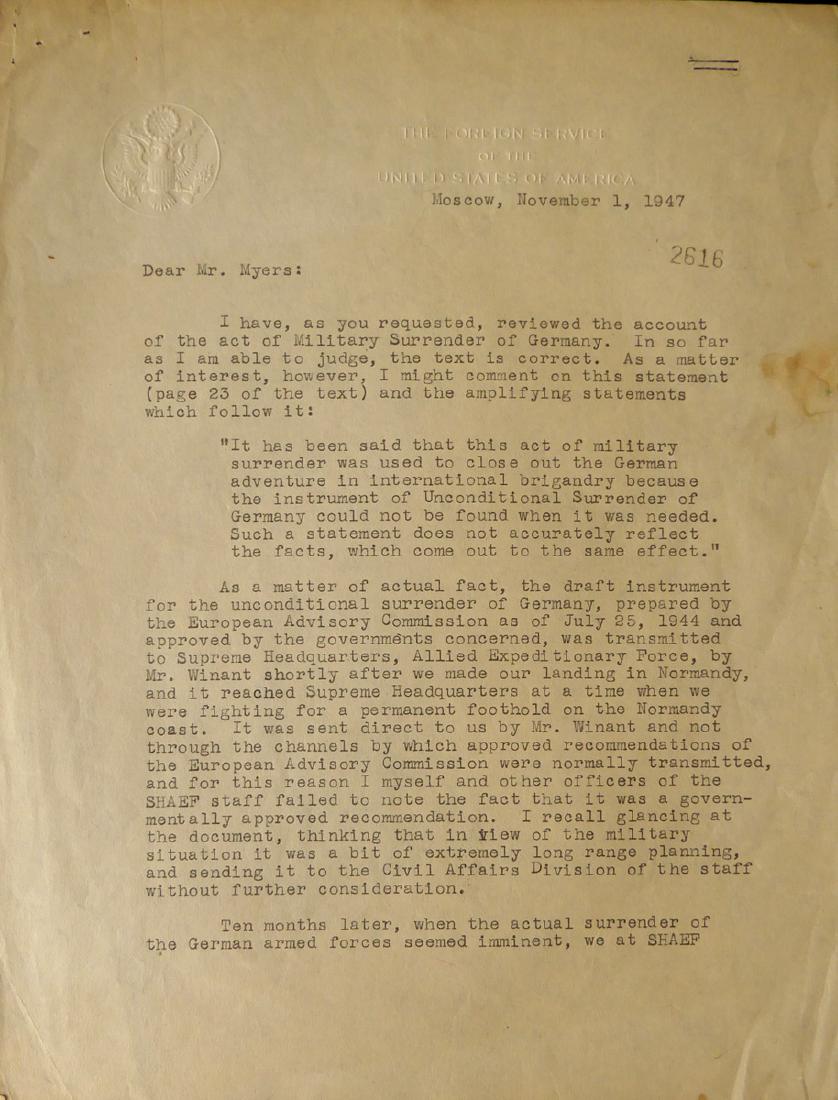 THE FOREIGN SERVICE
OF THE
UNITED STATES OF AMERICA
Moscow, November 1, 1947
2616
Dear Mr. Myers:
I have, as you requested, reviewed the account
of the act of Military Surrender of Germany. In so far
as I am able to judge, the text is correct. As a matter
of interest, however, I might comment on this statement
(page 23 of the text) and the amplifying statements
which follow it:
"It has been said that this act of military
surrender was used to close out the German
adventure in international brigandry because
the instrument of Unconditional Surrender of
Germany could not be found when it was needed.
Such a statement does not accurately reflect
the facts, which come out to the same effect."
As a matter of actual fact, the draft instrument
for the unconditional surrender of Germany, prepared by
the European Advisory Commission as of July 25, 1944 and
approved by the governments concerned, was transmitted
to Supreme Headquarters, Allied Expeditionary Force, by
Mr. Winant shortly after we made our landing in Normandy,
and it reached Supreme Headquarters at a time when we
were fighting for a permanent foothold on the Normandy
coast. It was sent direct to us by Mr. Winant and not
through the channels by which approved recommendations of
the European Advisory Commission were normally transmitted,
and for this reason I myself and other officers of the
SHAEF staff failed to note the fact that it was a govern-
mentally approved recommendation. I recall glancing at
the document, thinking that in view of the military
situation it was a bit of extremely long range planning,
and sending it to the Civil Affairs Division of the staff
without further consideration.
Ten months later, when the actual surrender of
the German armed forces seemed imminent, we at SHAEF